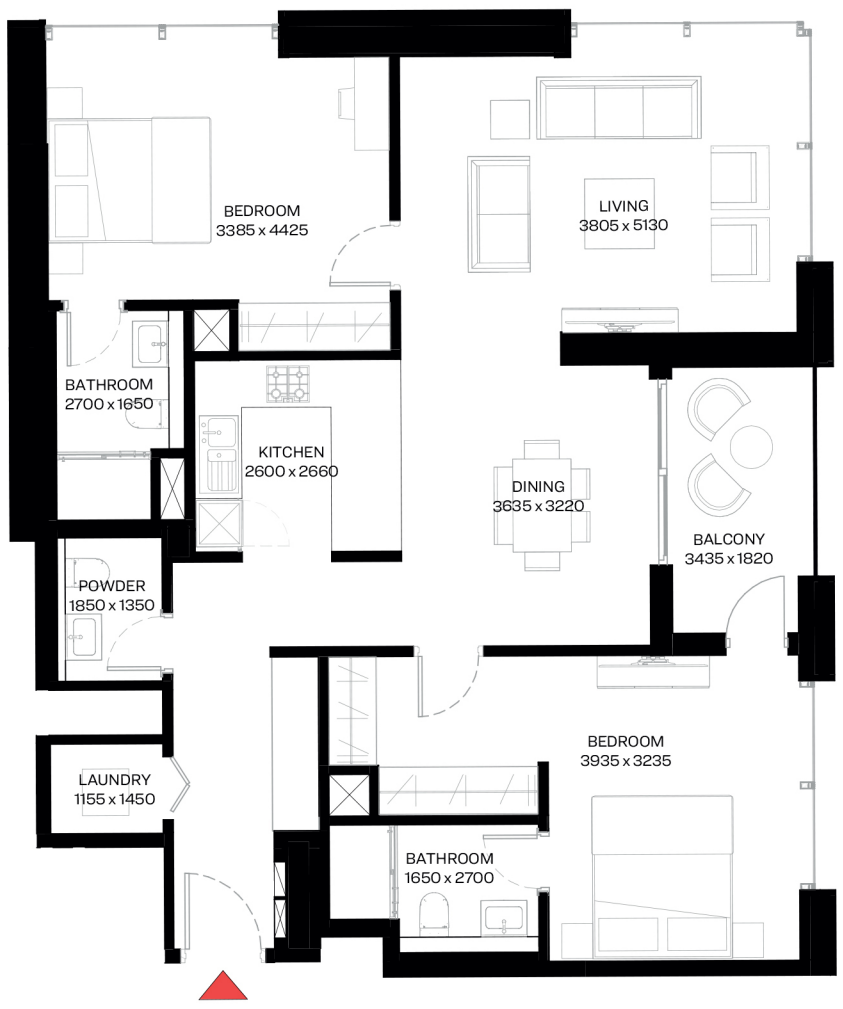 BEDROOM
3385 x 4425
LIVING
3805 x 5130
BATHROOM
2700 x 1650
KITCHEN
2600 x 2660
DINING
3635 x 3220
BALCONY
3435 x 1820
POWDER
1850 x 1350
BEDROOM
3935 x 3235
LAUNDRY
1155 x 1450
BATHROOM
1650 x 2700